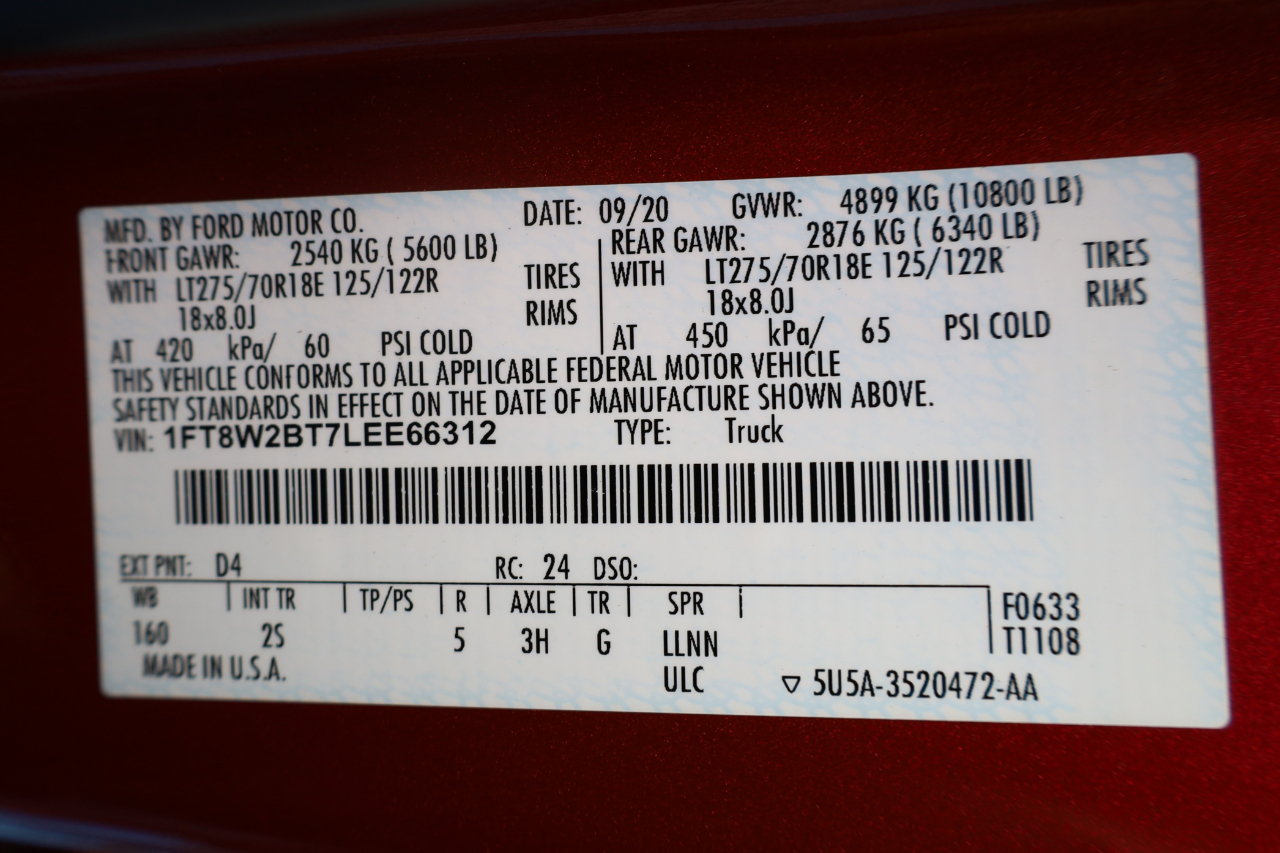 MFD. BY FORD MOTOR CO. DATE: 09/20 GVWR: 4899 KG (10800 LB)
FRONT GAWR: 2540 KG ( 5600 LB) REAR GAWR: 2876 KG ( 6340 LB)
WITH LT275/70R18E 125/122R TIRES WITH LT275/70R18E 125/122R TIRES
18x8.0J RIMS 18x8.0J RIMS
AT 420 kPa/ 60 PSI COLD AT 450 kPa/ 65 PSI COLD
THIS VEHICLE CONFORMS TO ALL APPLICABLE FEDERAL MOTOR VEHICLE
SAFETY STANDARDS IN EFFECT ON THE DATE OF MANUFACTURE SHOWN ABOVE.
VIN: 1FT8W2BT7LEE66312 TYPE: Truck
EXT PNT: D4 RC: 24 DSO:
WB INT TR TP/PS R AXLE TR SPR F0633
160 2S 5 3H G LLNN T1108
MADE IN U.S.A. ULC ▽ 5U5A-3520472-AA